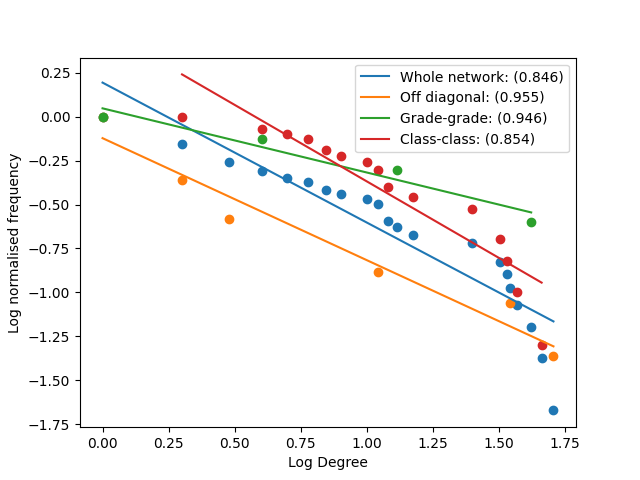 Whole network: (0.846)
Off diagonal: (0.955)
Grade-grade: (0.946)
Class-class: (0.854)
0.25
0.00
−0.25
−0.50
−0.75
−1.00
−1.25
−1.50
−1.75
Log normalised frequency
0.00 0.25 0.50 0.75 1.00 1.25 1.50 1.75
Log Degree